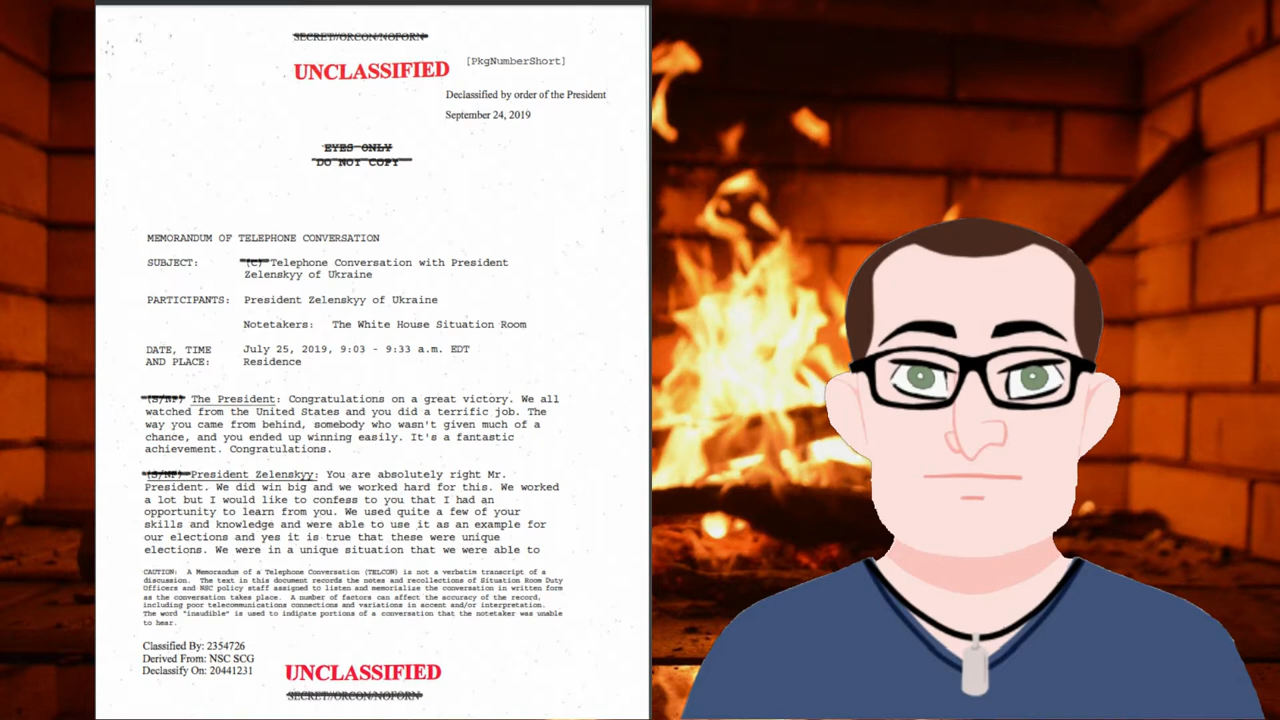 SECRET//ORCON/NOFORN
UNCLASSIFIED
[PkgNumberShort]
Declassified by order of the President
September 24, 2019
EYES ONLY
DO NOT COPY
MEMORANDUM OF TELEPHONE CONVERSATION
SUBJECT: (C) Telephone Conversation with President
Zelenskyy of Ukraine
PARTICIPANTS: President Zelenskyy of Ukraine
Notetakers: The White House Situation Room
DATE, TIME July 25, 2019, 9:03 - 9:33 a.m. EDT
AND PLACE: Residence
(S/NF) The President: Congratulations on a great victory. We all
watched from the United States and you did a terrific job. The
way you came from behind, somebody who wasn't given much of a
chance, and you ended up winning easily. It's a fantastic
achievement. Congratulations.
(S/NF) President Zelenskyy: You are absolutely right Mr.
President. We did win big and we worked hard for this. We worked
a lot but I would like to confess to you that I had an
opportunity to learn from you. We used quite a few of your
skills and knowledge and were able to use it as an example for
our elections and yes it is true that these were unique
elections. We were in a unique situation that we were able to
CAUTION: A Memorandum of a Telephone Conversation (TELCON) is not a verbatim transcript of a
discussion. The text in this document records the notes and recollections of Situation Room Duty
Officers and NSC policy staff assigned to listen and memorialize the conversation in written form
as the conversation takes place. A number of factors can affect the accuracy of the record,
including poor telecommunications connections and variations in accent and/or interpretation.
The word "inaudible" is used to indicate portions of a conversation that the notetaker was unable
to hear.
Classified By: 2354726
Derived From: NSC SCG
Declassify On: 20441231
UNCLASSIFIED
SECRET//ORCON/NOFORN